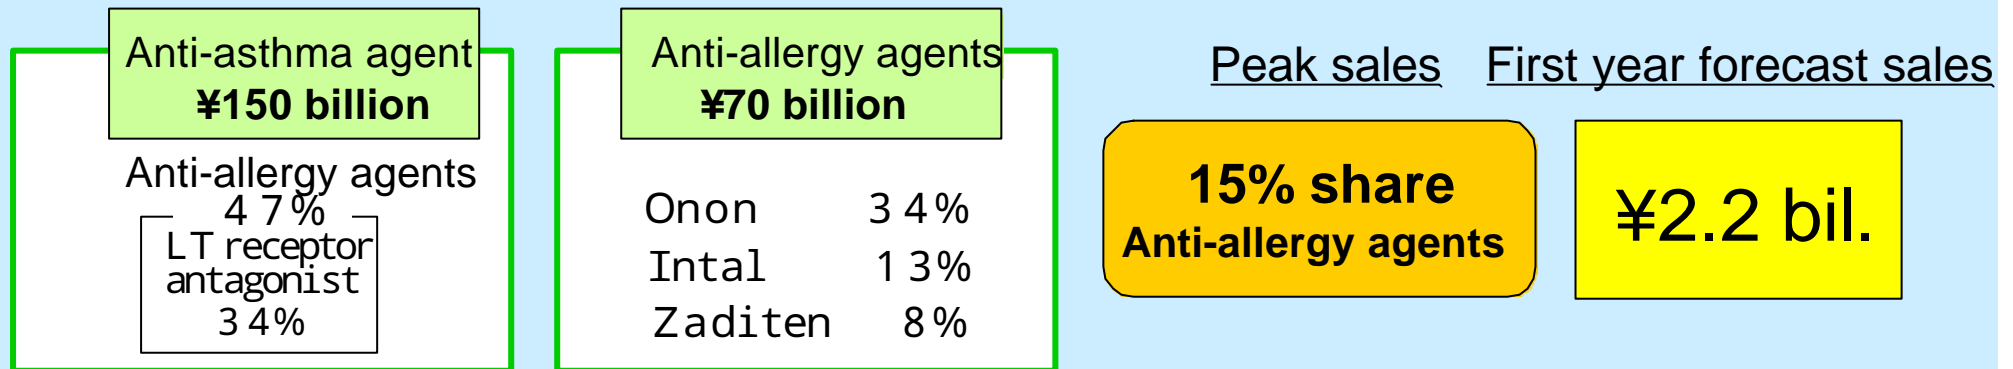 Anti-asthma agent
¥150 billion
Anti-allergy agents
47%
LT receptor
antagonist
34%
Anti-allergy agents
¥70 billion
Onon 34%
Intal 13%
Zaditen 8%
Peak sales
15% share
Anti-allergy agents
First year forecast sales
¥2.2 bil.